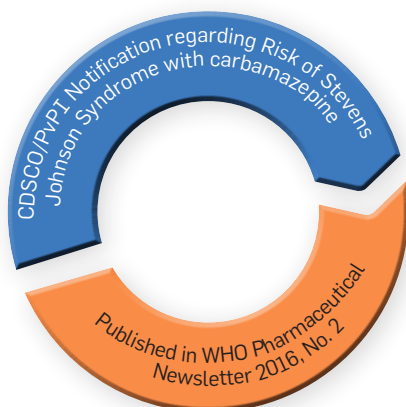 CDSCO/PvPI Notification regarding Risk of Stevens
Johnson Syndrome with carbamazepine
Published in WHO Pharmaceutical
Newsletter 2016, No. 2